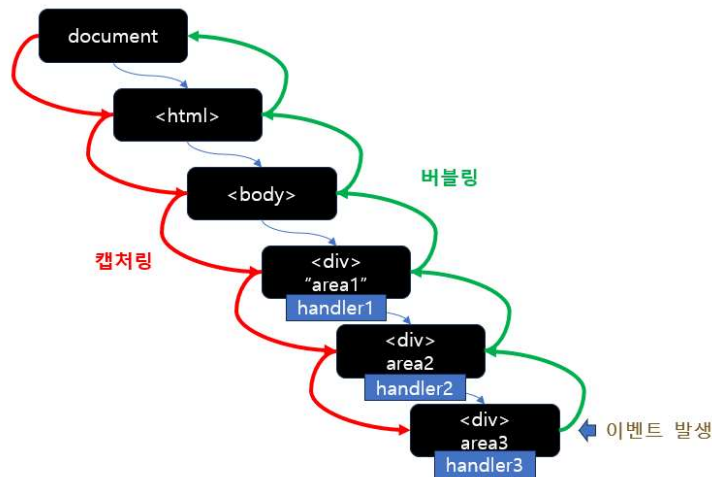 document
<html>
버블링
<body>
캡처링
<div>
"area1"
handler1
<div>
area2
handler2
<div>
area3
이벤트 발생
handler3